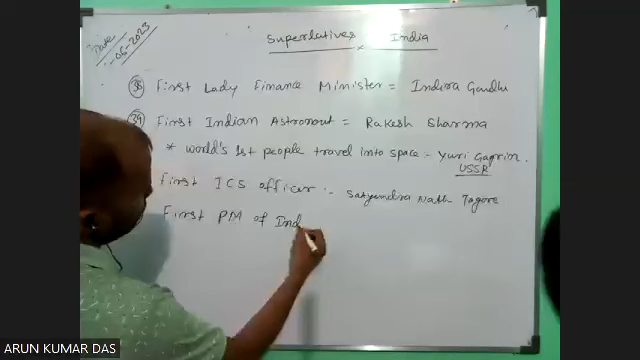 Superlatives India
Date
:-06-2023
38 First Lady Finance Minister = Indira Gandhi
39 First Indian Astronout = Rakesh Sharma
* World's 1st people travel into space :- Yuri Gagrin.
USSR
First ICS officer :- Satyendra Nath Tagore
First PM of Ind
ARUN KUMAR DAS